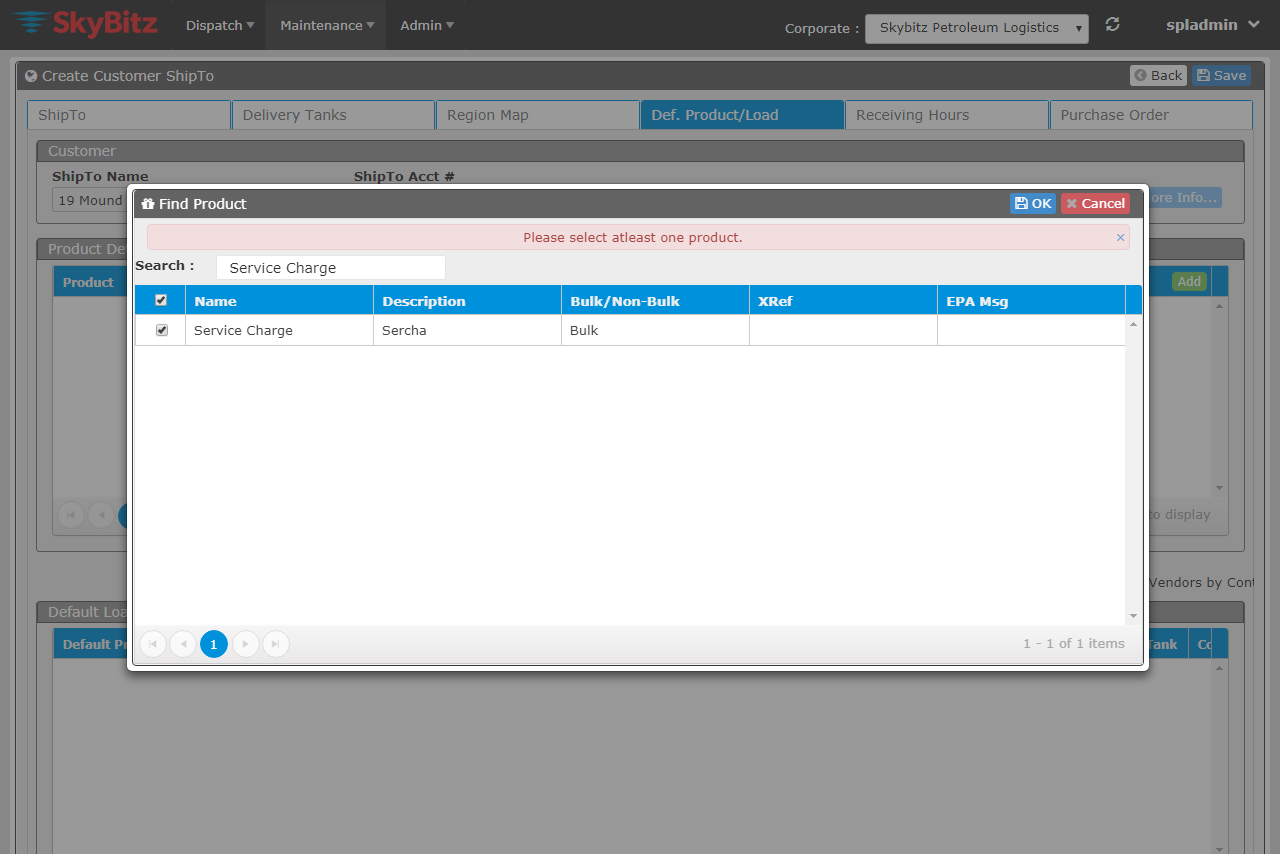 SkyBitz Dispatch Maintenance Admin Corporate : Skybitz Petroleum Logistics spladmin
Create Customer ShipTo Back Save
ShipTo Delivery Tanks Region Map Def. Product/Load Receiving Hours Purchase Order
Customer
ShipTo Name ShipTo Acct #
19 Mound ore Info...
Find Product OK Cancel
Please select atleast one product. ×
Search : Service Charge
Product De
Product Add
Name Description Bulk/Non-Bulk XRef EPA Msg
Service Charge Sercha Bulk
to display
Vendors by Cont
Default Loa
Default Pr Tank Co
1 1 - 1 of 1 items